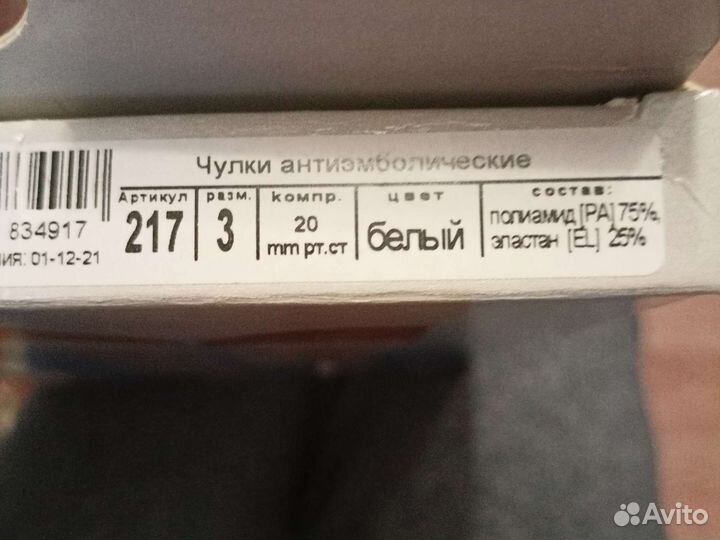 Чулки антиэмболические
Артикул разм. компр. цвет состав:
217 3 20 mm рт.ст белый полиамид [PA] 75%,
эластан [EL] 25%
834917
ния: 01-12-21
Avito